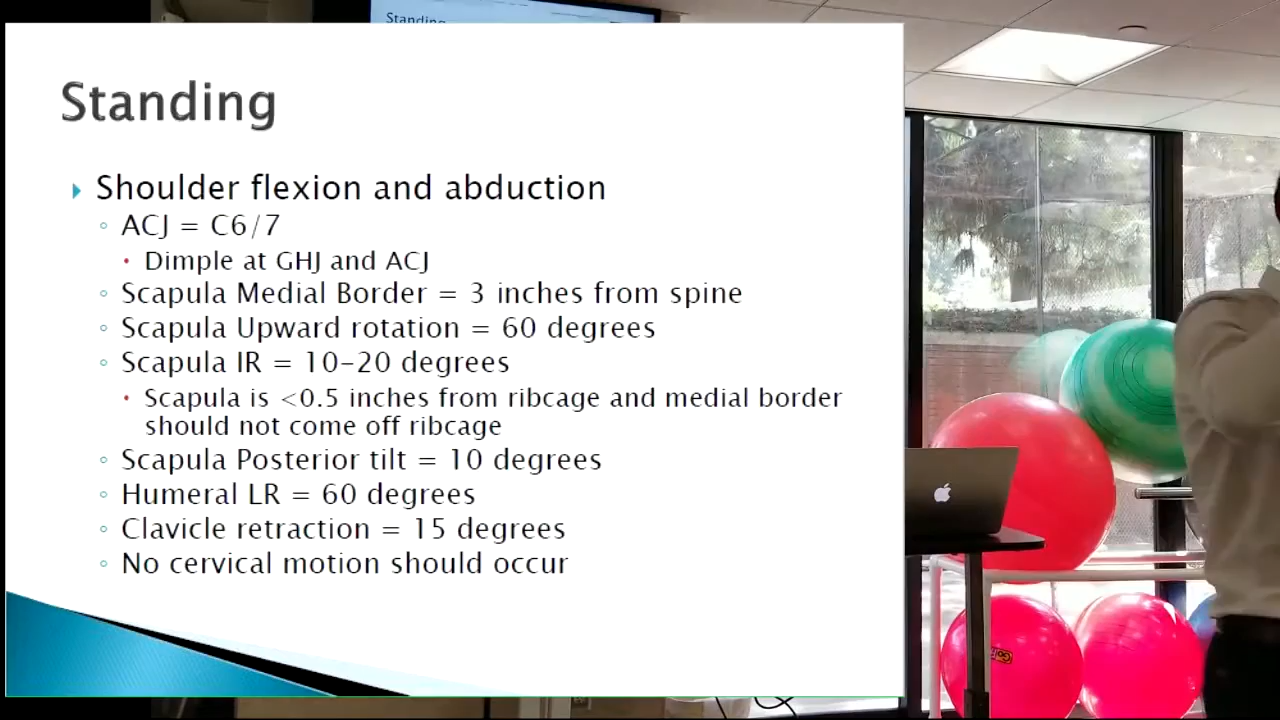 Standing
Standing
Shoulder flexion and abduction
ACJ = C6/7
Dimple at GHJ and ACJ
Scapula Medial Border = 3 inches from spine
Scapula Upward rotation = 60 degrees
Scapula IR = 10-20 degrees
Scapula is <0.5 inches from ribcage and medial border
should not come off ribcage
Scapula Posterior tilt = 10 degrees
Humeral LR = 60 degrees
Clavicle retraction = 15 degrees
No cervical motion should occur